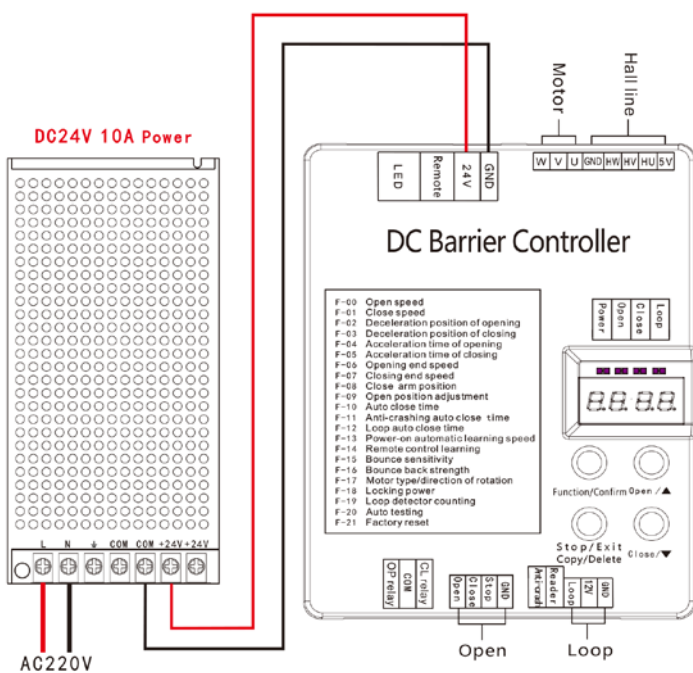 Motor
Hall line
DC24V 10A Power
LED
Remote
24V
GND
W V U GND HW HV HU 5V
DC Barrier Controller
F-00 Open speed
F-01 Close speed
F-02 Deceleration position of opening
F-03 Deceleration position of closing
F-04 Acceleration time of opening
F-05 Acceleration time of closing
F-06 Opening end speed
F-07 Closing end speed
F-08 Close arm position
F-09 Open position adjustment
F-10 Auto close time
F-11 Anti-crashing auto close time
F-12 Loop auto close time
F-13 Power-on automatic learning speed
F-14 Remote control learning
F-15 Bounce sensitivity
F-16 Bounce back strength
F-17 Motor type/direction of rotation
F-18 Locking power
F-19 Loop detector counting
F-20 Auto testing
F-21 Factory reset
Power
Open
Close
Loop
8.8.8.8
Function/Confirm
Open/▲
Stop/Exit
Copy/Delete
Close/▼
L N ⏚ COM COM +24V +24V
OP relay
COM
CL relay
Open
Close
Stop
GND
Anti-crash
Reader
Loop
12V
GND
Open
Loop
AC220V